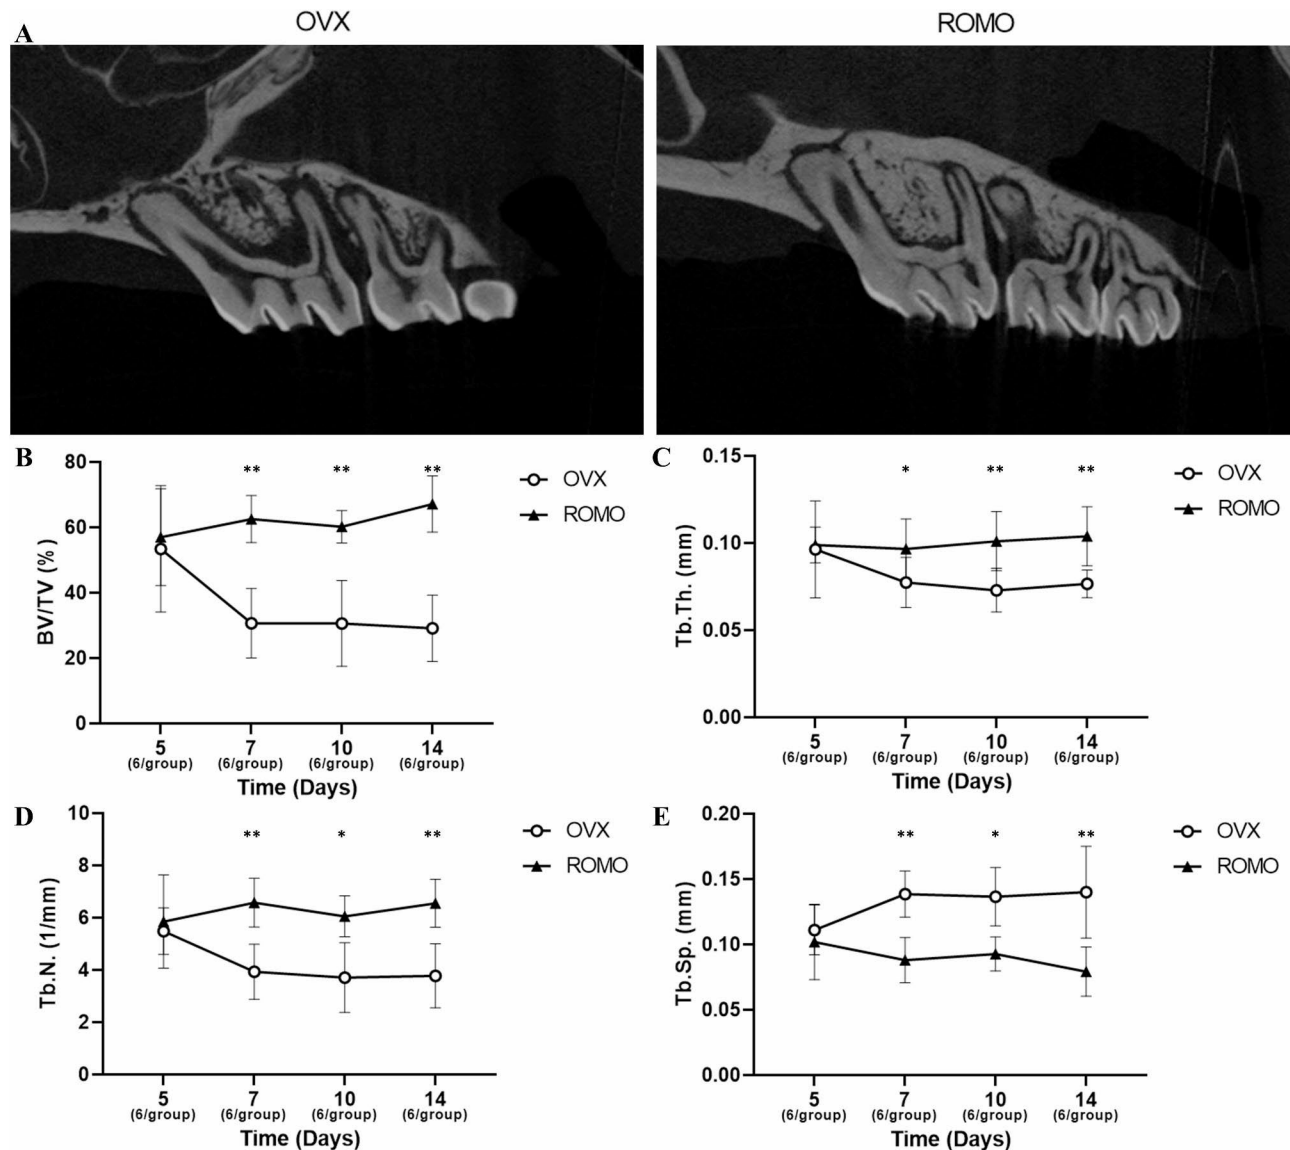 A
OVX
ROMO
B
80
60
40
20
0
BV/TV (%)
** ** **
OVX
ROMO
5 7 10 14
(6/group) (6/group) (6/group) (6/group)
Time (Days)
C
0.15
0.10
0.05
0.00
Tb.Th. (mm)
* ** **
OVX
ROMO
5 7 10 14
(6/group) (6/group) (6/group) (6/group)
Time (Days)
D
10
8
6
4
2
0
Tb.N. (1/mm)
** * **
OVX
ROMO
5 7 10 14
(6/group) (6/group) (6/group) (6/group)
Time (Days)
E
0.20
0.15
0.10
0.05
0.00
Tb.Sp. (mm)
** * **
OVX
ROMO
5 7 10 14
(6/group) (6/group) (6/group) (6/group)
Time (Days)